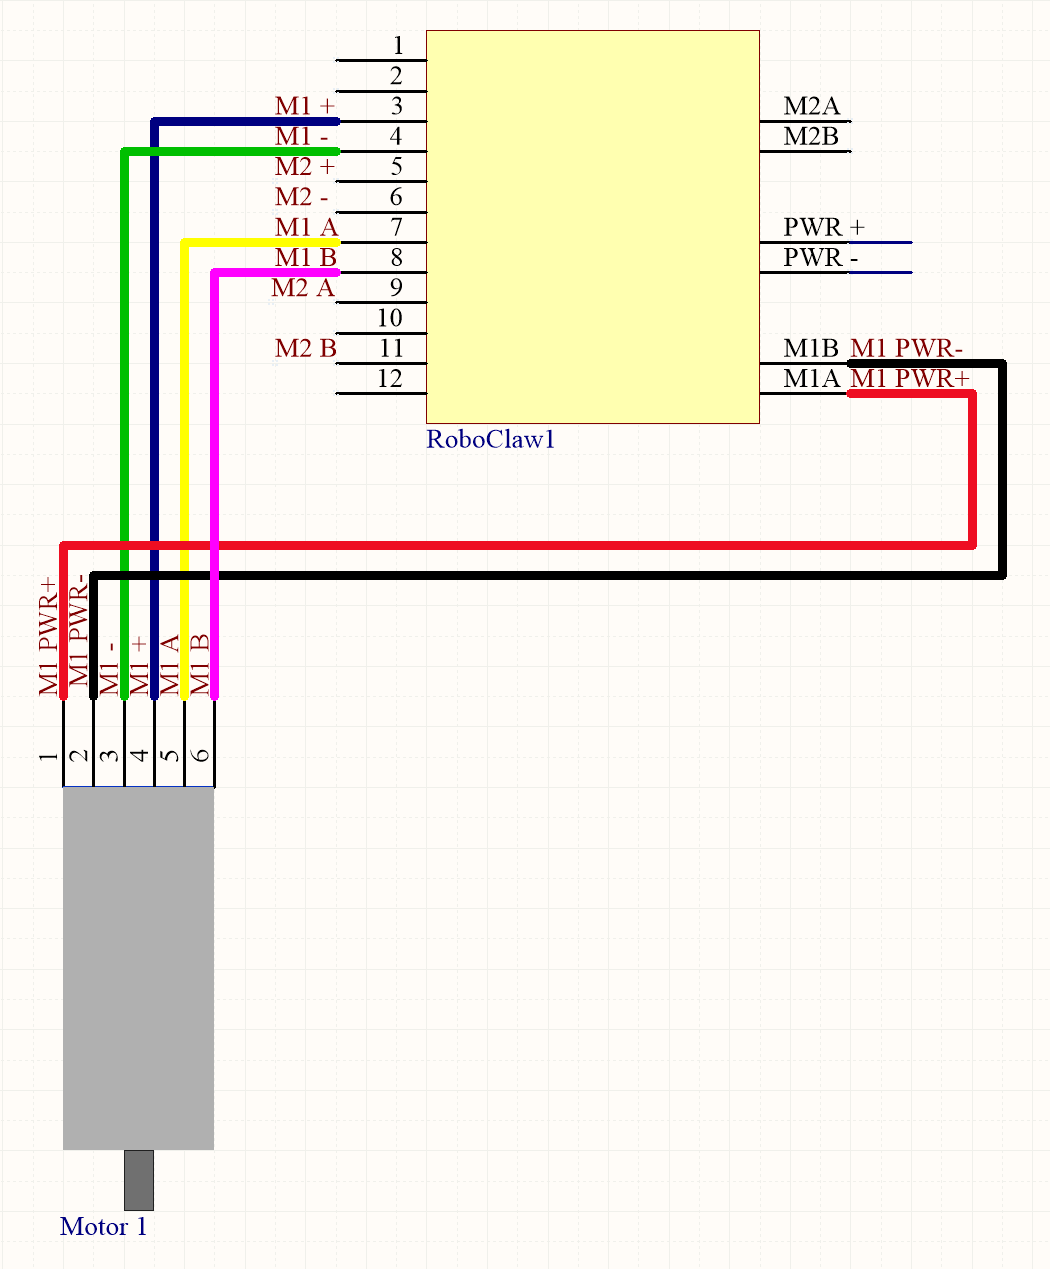 1
2
M1 + 3 M2A
M1 - 4 M2B
M2 + 5
M2 - 6
M1 A 7 PWR +
M1 B 8 PWR -
M2 A 9
10
M2 B 11 M1B M1 PWR-
12 M1A M1 PWR+
RoboClaw1
M1 PWR+
M1 PWR-
M1 -
M1 +
M1 A
M1 B
1
2
3
4
5
6
Motor 1